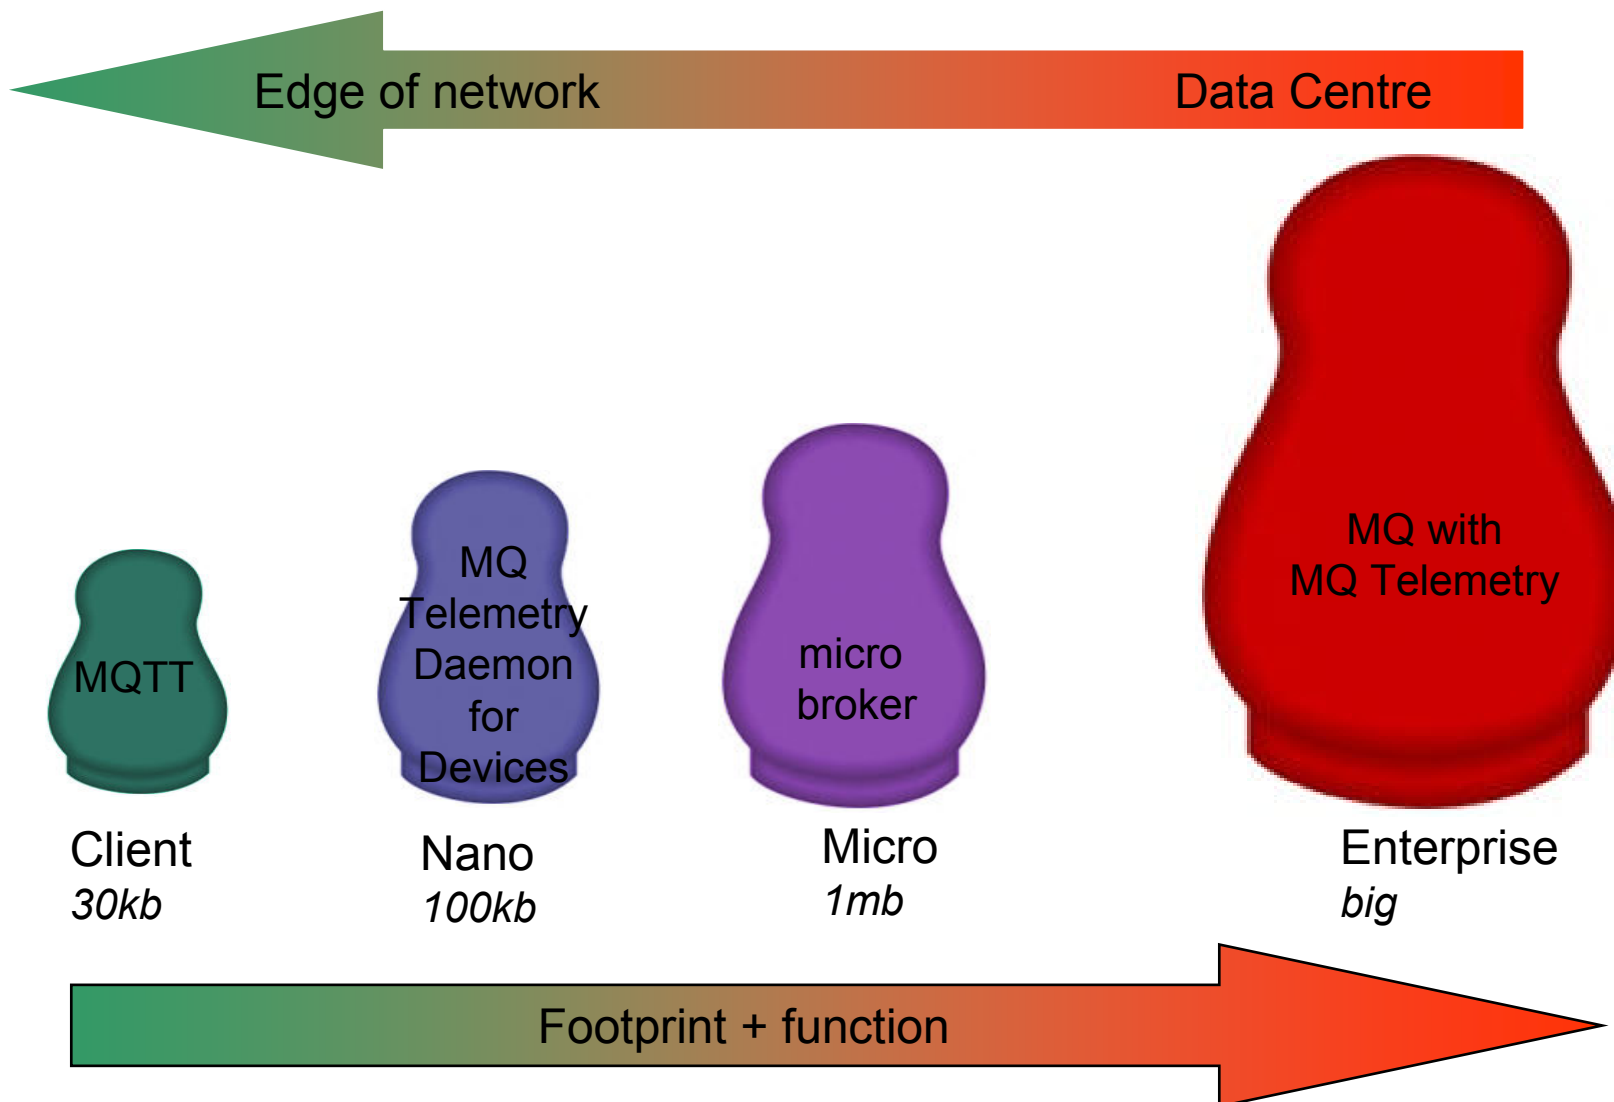 Edge of network
Data Centre
MQTT
MQ
Telemetry
Daemon
for
Devices
micro
broker
MQ with
MQ Telemetry
Client
30kb
Nano
100kb
Micro
1mb
Enterprise
big
Footprint + function